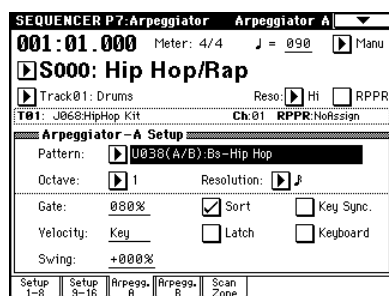 SEQUENCER P7:Arpeggiator Arpeggiator A
001:01.000 Meter: 4/4 ♩ = 090 Manu
S000: Hip Hop/Rap
Track01: Drums Reso: Hi RPPR
T01: J068:HipHop Kit Ch:01 RPPR:NoAssign
Arpeggiator-A Setup
Pattern: U038(A/B):Bs-Hip Hop
Octave: 1 Resolution: ♪
Gate: 080% Sort Key Sync.
Velocity: Key Latch Keyboard
Swing: +000%
Setup 1-8 Setup 9-16 Arpegg. A Arpegg. B Scan Zone